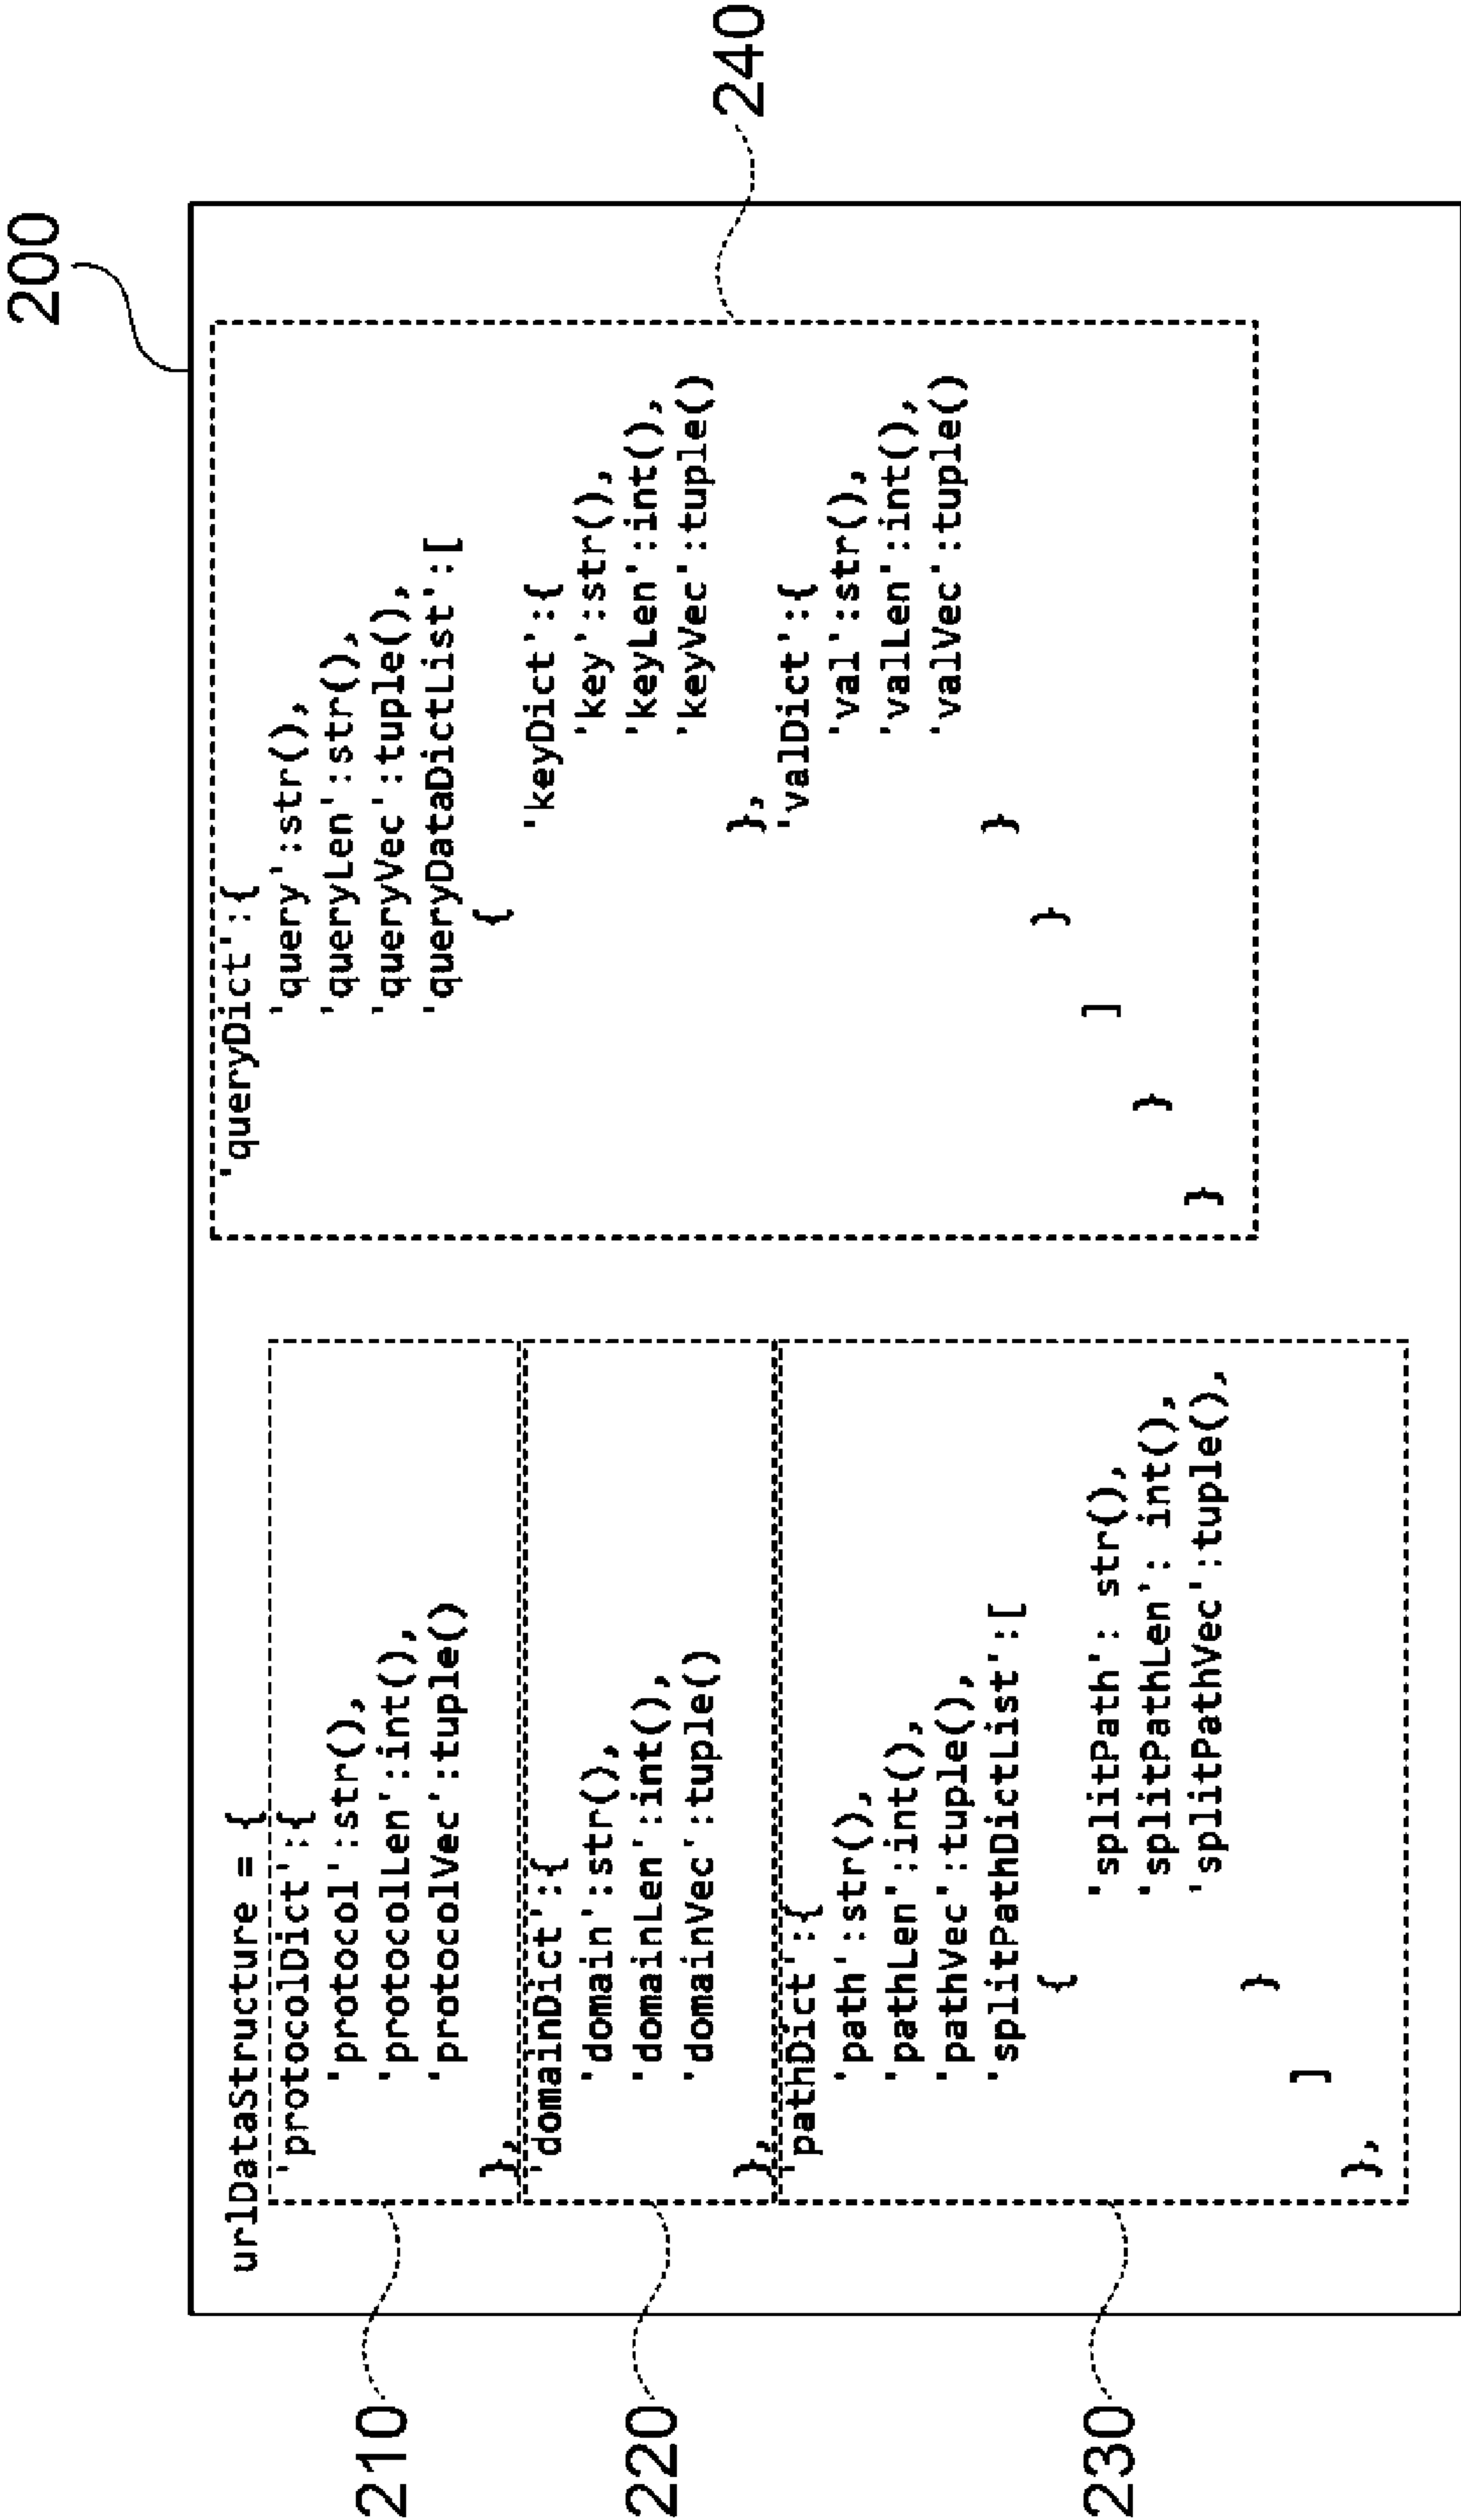 200
210
urlDataStructure = {
'protocolDict':{
'protocol':str(),
'protocolLen':int(),
'protocolVec':tuple()
},
220
'domainDict':{
'domain':str(),
'domainLen':int(),
'domainVec':tuple()
},
230
'pathDict':{
'path':str(),
'pathLen':int(),
'pathVec':tuple(),
'splitPathDictList':[
{
'splitPath': str(),
'splitPathLen': int(),
'splitPathVec':tuple(),
}
]
},
240
'queryDict':{
'query':str(),
'queryLen':str(),
'queryVec':tuple(),
'queryDataDictList':[
{
'keyDict':{
'key':str(),
'keyLen':int(),
'keyVec':tuple()
},
'valDict':{
'val':str(),
'valLen':int(),
'valVec':tuple()
}
}
]
}
}